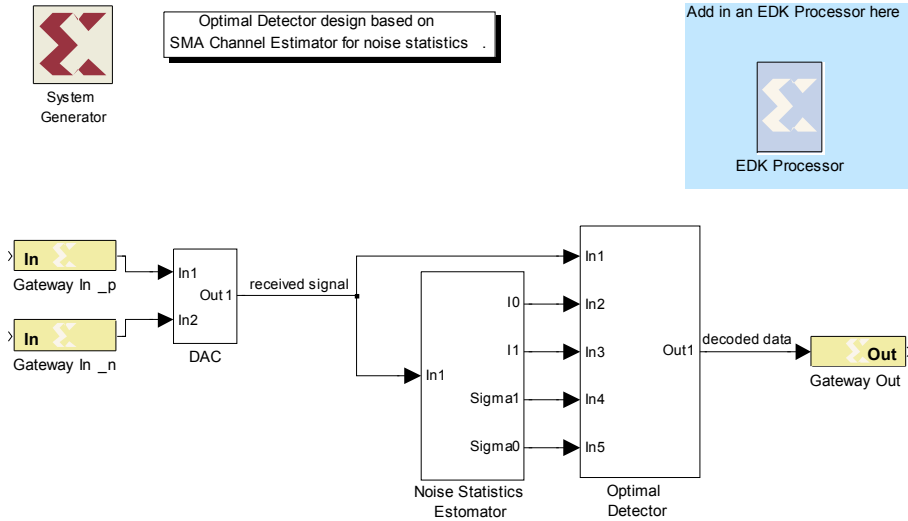 System
Generator
Optimal Detector design based on
SMA Channel Estimator for noise statistics .
Add in an EDK Processor here
EDK Processor
In
Gateway In _p
In
Gateway In _n
In1
In2
Out1
DAC
received signal
In1
I0
I1
Sigma1
Sigma0
Noise Statistics
Estomator
In1
In2
In3
In4
In5
Out1
Optimal
Detector
decoded data
Out
Gateway Out